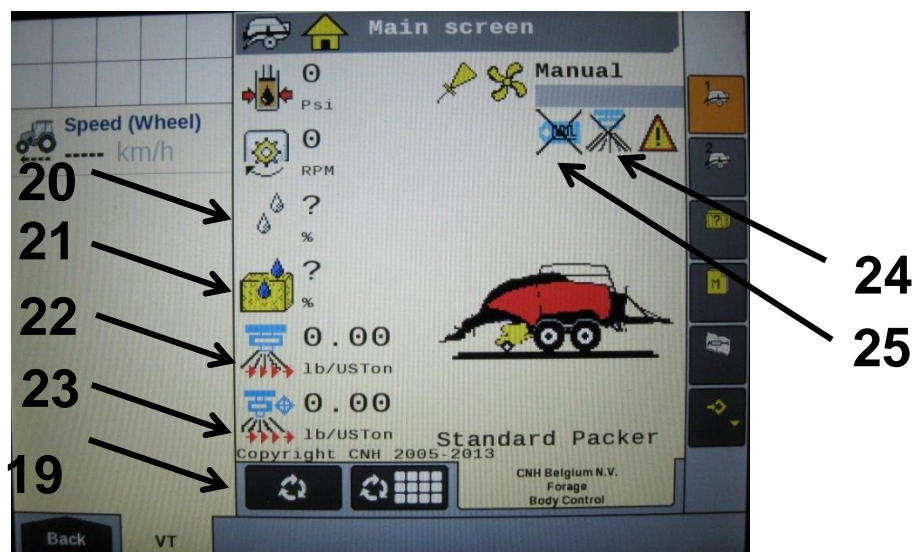 Main screen
0
Psi
Manual
Speed (Wheel)
----- km/h
0
RPM
20
?
%
21
?
%
24
22
0.00
lb/USTon
25
23
0.00
lb/USTon
Standard Packer
Copyright CNH 2005-2013
19
CNH Belgium N.V.
Forage
Body Control
1
2
?
M
Back
VT